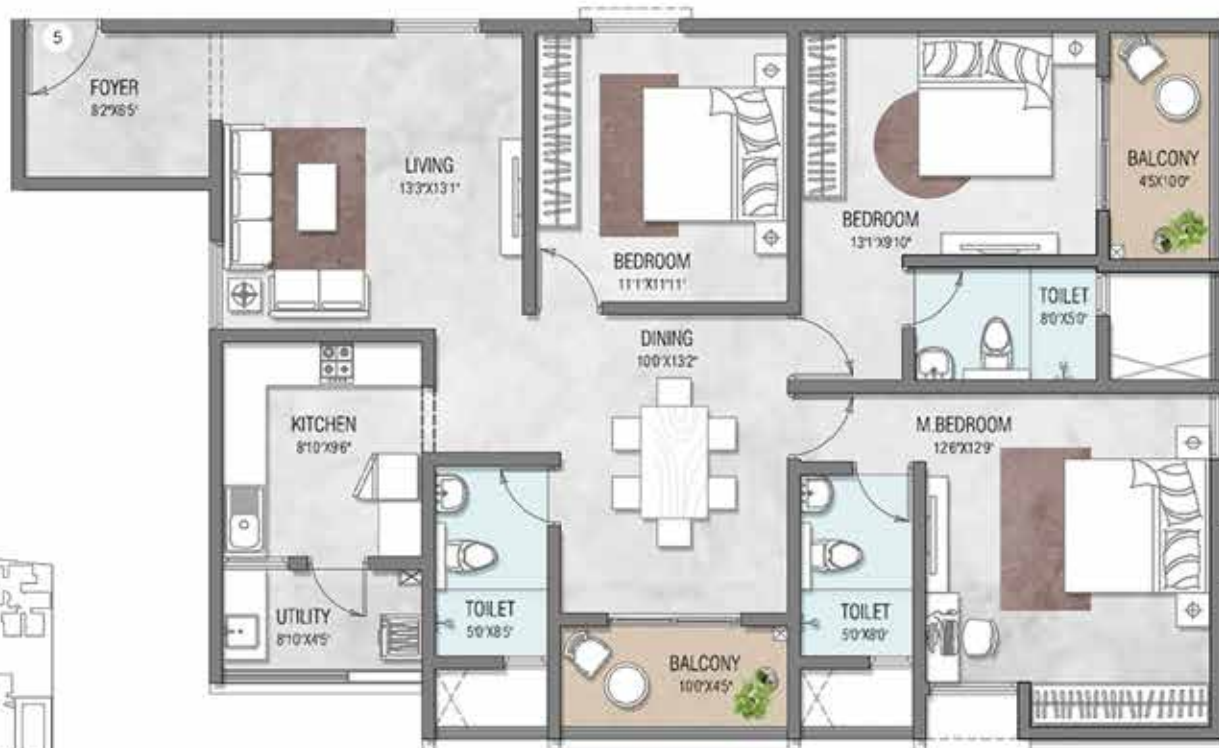 5
FOYER
8'2"X6'5"
LIVING
13'3"X13'1"
BEDROOM
11'1"X11'11"
BEDROOM
13'1"X9'10"
BALCONY
4'5X10'0"
TOILET
8'0"X5'0"
DINING
10'0"X13'2"
KITCHEN
8'10"X9'6"
M.BEDROOM
12'6"X12'9"
UTILITY
8'10"X4'5"
TOILET
5'0"X8'5"
BALCONY
10'0"X4'5"
TOILET
5'0"X8'0"